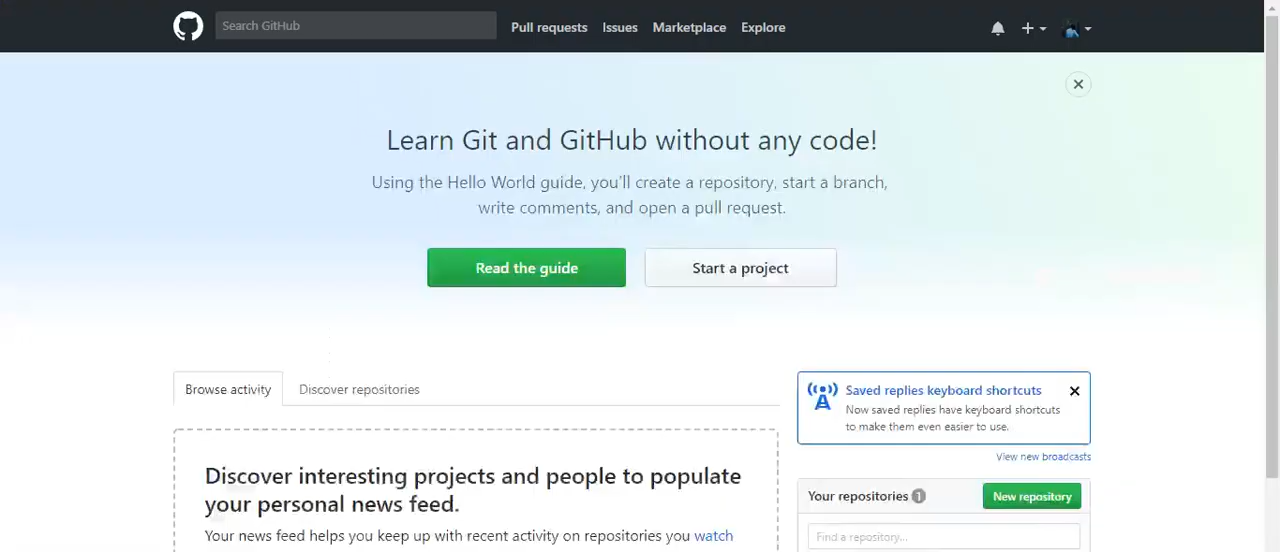 Search GitHub
Pull requests Issues Marketplace Explore
Learn Git and GitHub without any code!
Using the Hello World guide, you'll create a repository, start a branch,
write comments, and open a pull request.
Read the guide Start a project
Browse activity Discover repositories
Discover interesting projects and people to populate
your personal news feed.
Your news feed helps you keep up with recent activity on repositories you watch
Saved replies keyboard shortcuts
Now saved replies have keyboard shortcuts
to make them even easier to use.
View new broadcasts
Your repositories 1 New repository
Find a repository...